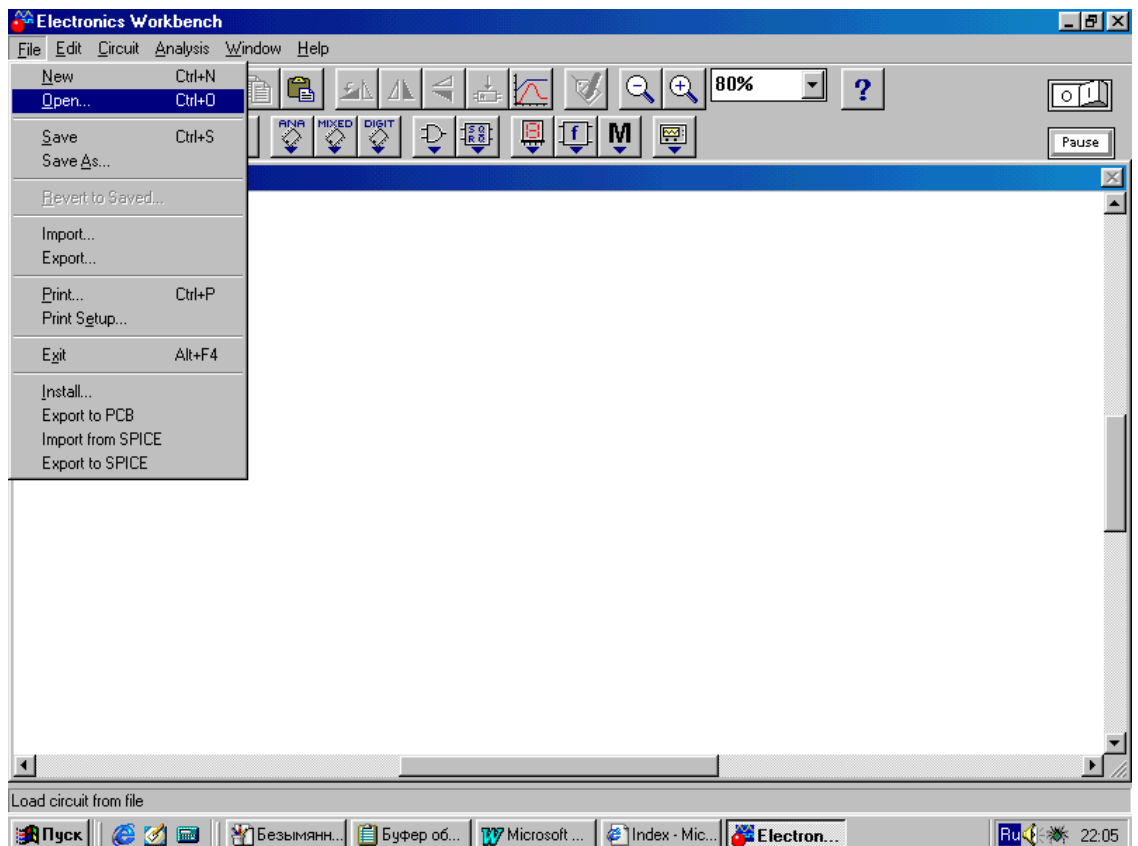 Electronics Workbench
File Edit Circuit Analysis Window Help
New Ctrl+N
Open... Ctrl+O
Save Ctrl+S
Save As...
Revert to Saved...
Import...
Export...
Print... Ctrl+P
Print Setup...
Exit Alt+F4
Install...
Export to PCB
Import from SPICE
Export to SPICE
80% ?
ANA MIXED DIGIT
f M
Pause
Load circuit from file
Пуск Безымянн... Буфер об... Microsoft ... Index - Mic... Electron... Ru 22:05